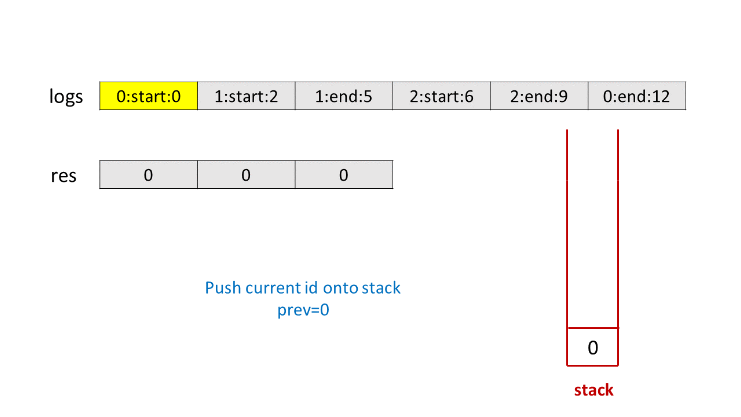 logs 0:start:0 1:start:2 1:end:5 2:start:6 2:end:9 0:end:12
res 0 0 0
Push current id onto stack
prev=0
0
stack